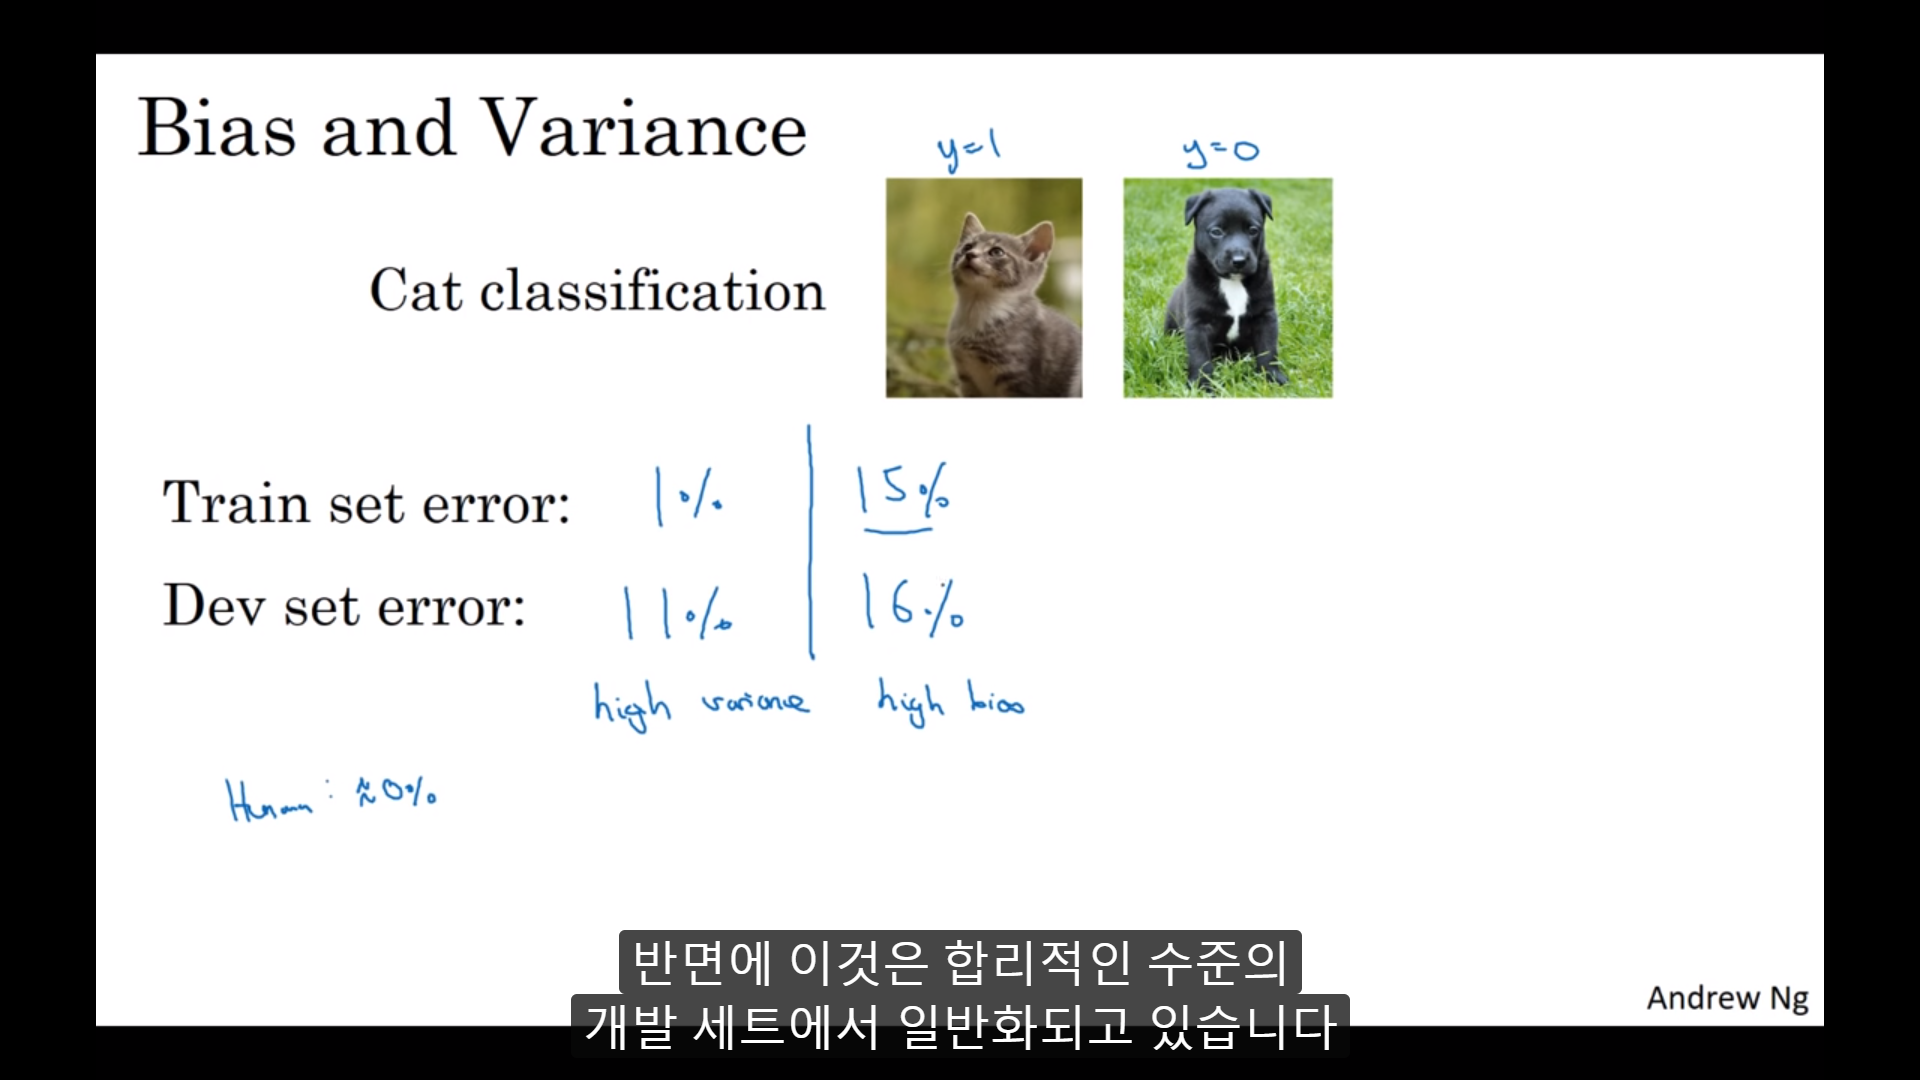 Bias and Variance
y=1
y=0
Cat classification
Train set error: 1% 15%
Dev set error: 11% 16%
high variance high bias
Human: ≈0%
반면에 이것은 합리적인 수준의
개발 세트에서 일반화되고 있습니다
Andrew Ng